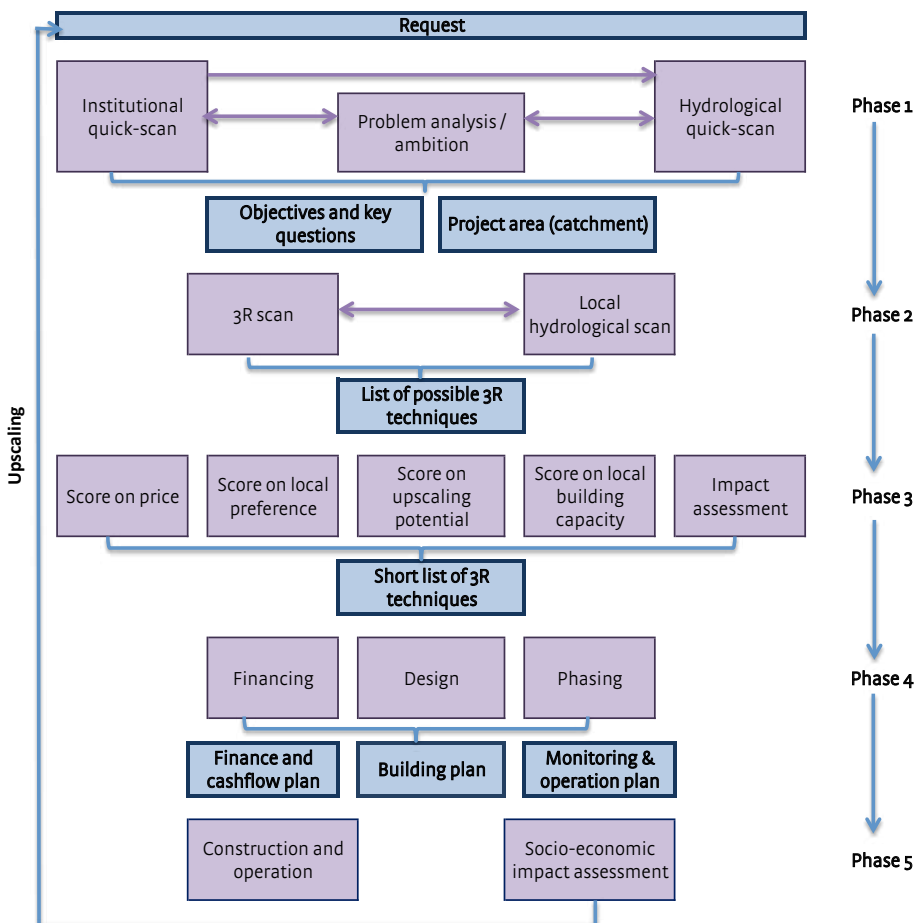 Request
Institutional
quick-scan
Problem analysis /
ambition
Hydrological
quick-scan
Phase 1
Objectives and key
questions
Project area (catchment)
3R scan
Local
hydrological scan
Phase 2
List of possible 3R
techniques
Upscaling
Score on price
Score on local
preference
Score on
upscaling
potential
Score on local
building
capacity
Impact
assessment
Phase 3
Short list of 3R
techniques
Financing
Design
Phasing
Phase 4
Finance and
cashflow plan
Building plan
Monitoring &
operation plan
Construction and
operation
Socio-economic
impact assessment
Phase 5